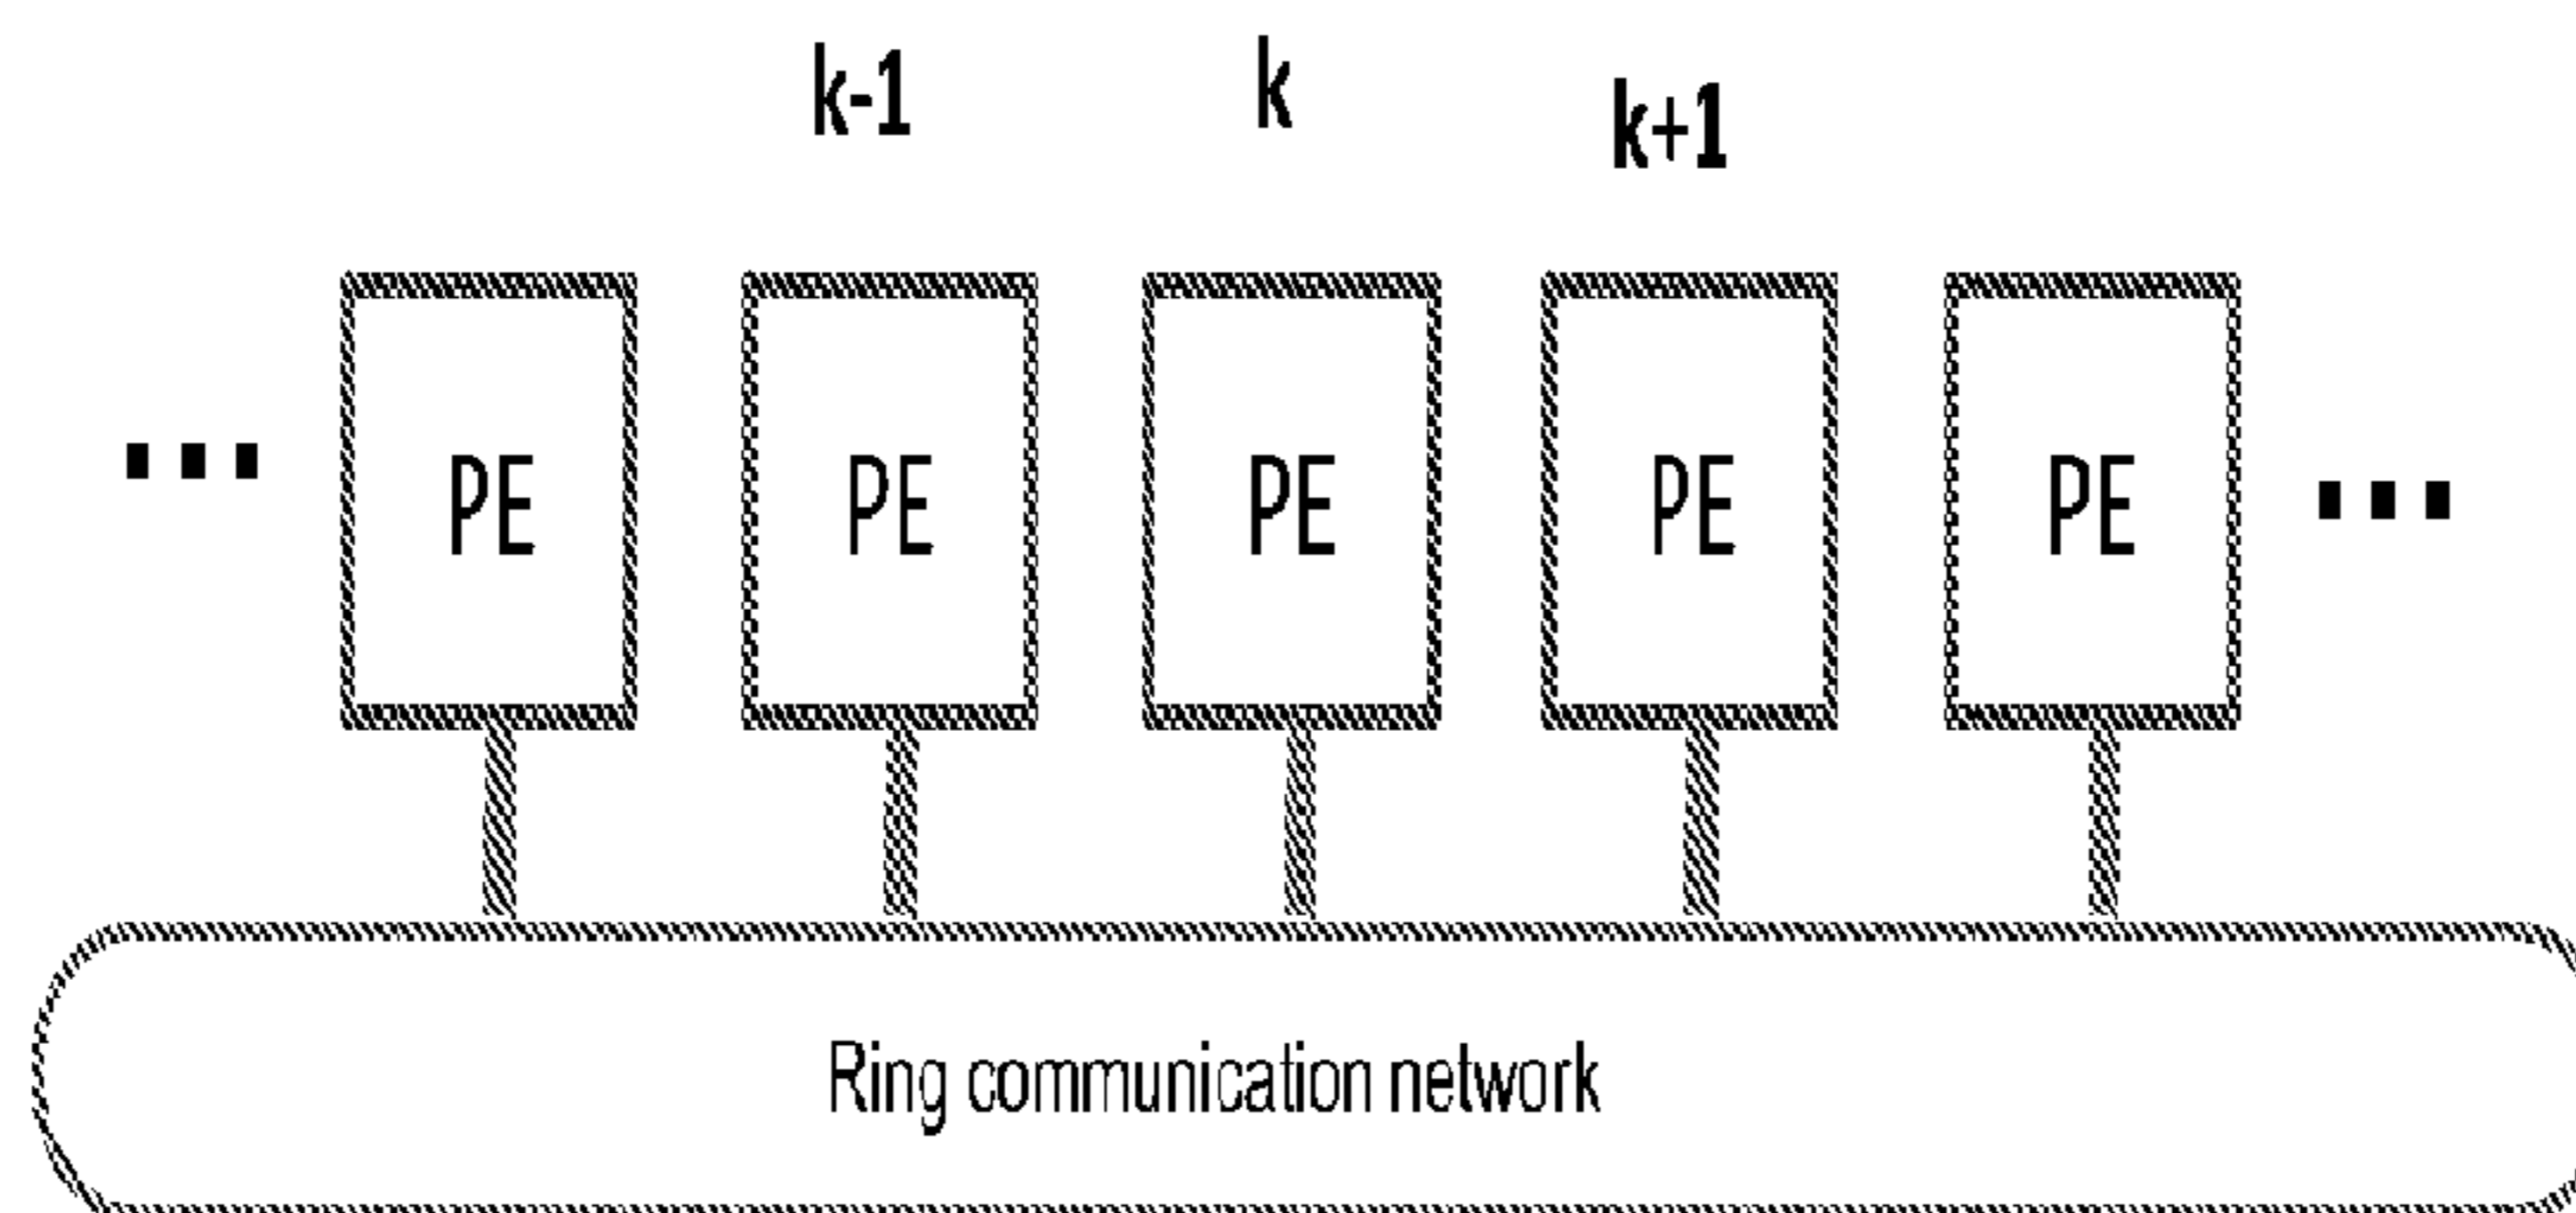 k-1 k k+1
... PE PE PE PE PE ...
Ring communication network